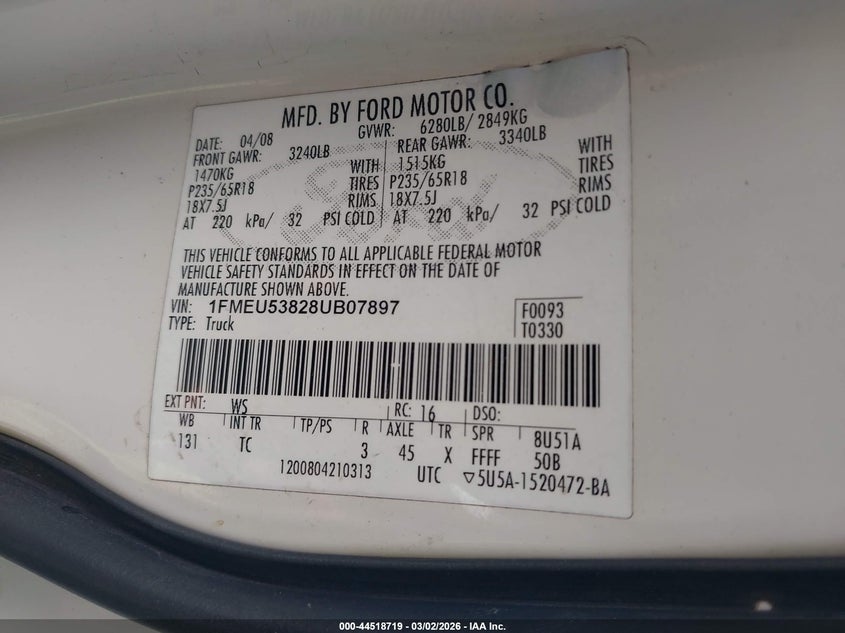 MFD. BY FORD MOTOR CO.
DATE: 04/08 GVWR: 6280LB/ 2849KG
FRONT GAWR: 3240LB REAR GAWR: 3340LB
1470KG WITH 1515KG WITH
P235/65R18 TIRES P235/65R18 TIRES
18X7.5J RIMS 18X7.5J RIMS
AT 220 kPa/ 32 PSI COLD AT 220 kPa/ 32 PSI COLD
THIS VEHICLE CONFORMS TO ALL APPLICABLE FEDERAL MOTOR
VEHICLE SAFETY STANDARDS IN EFFECT ON THE DATE OF
MANUFACTURE SHOWN ABOVE.
VIN: 1FMEU53828UB07897 F0093
TYPE: Truck T0330
EXT PNT: WS RC: 16 DSO:
WB INT TR TP/PS R AXLE TR SPR 8U51A
131 TC 3 45 X FFFF 50B
1200804210313 UTC ▽5U5A-1520472-BA
000-44518719 - 03/02/2026 - IAA Inc.